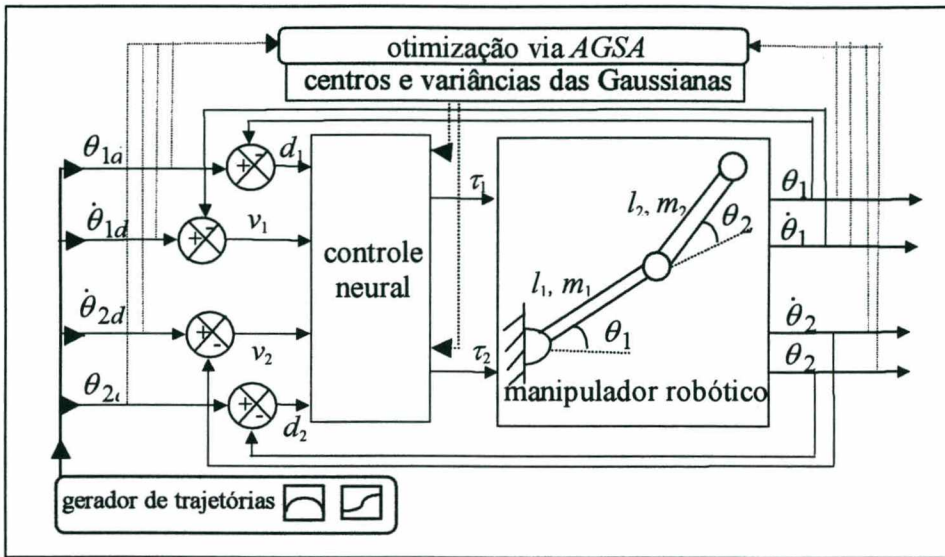 otimização via AGSA
centros e variâncias das Gaussianas
θ1d
d1
τ1
θ1
θ̇1d
v1
θ̇1
controle
neural
l2, m2
θ2
l1, m1
θ1
θ̇2d
v2
τ2
θ̇2
θ2
θ2
d2
manipulador robótico
gerador de trajetórias